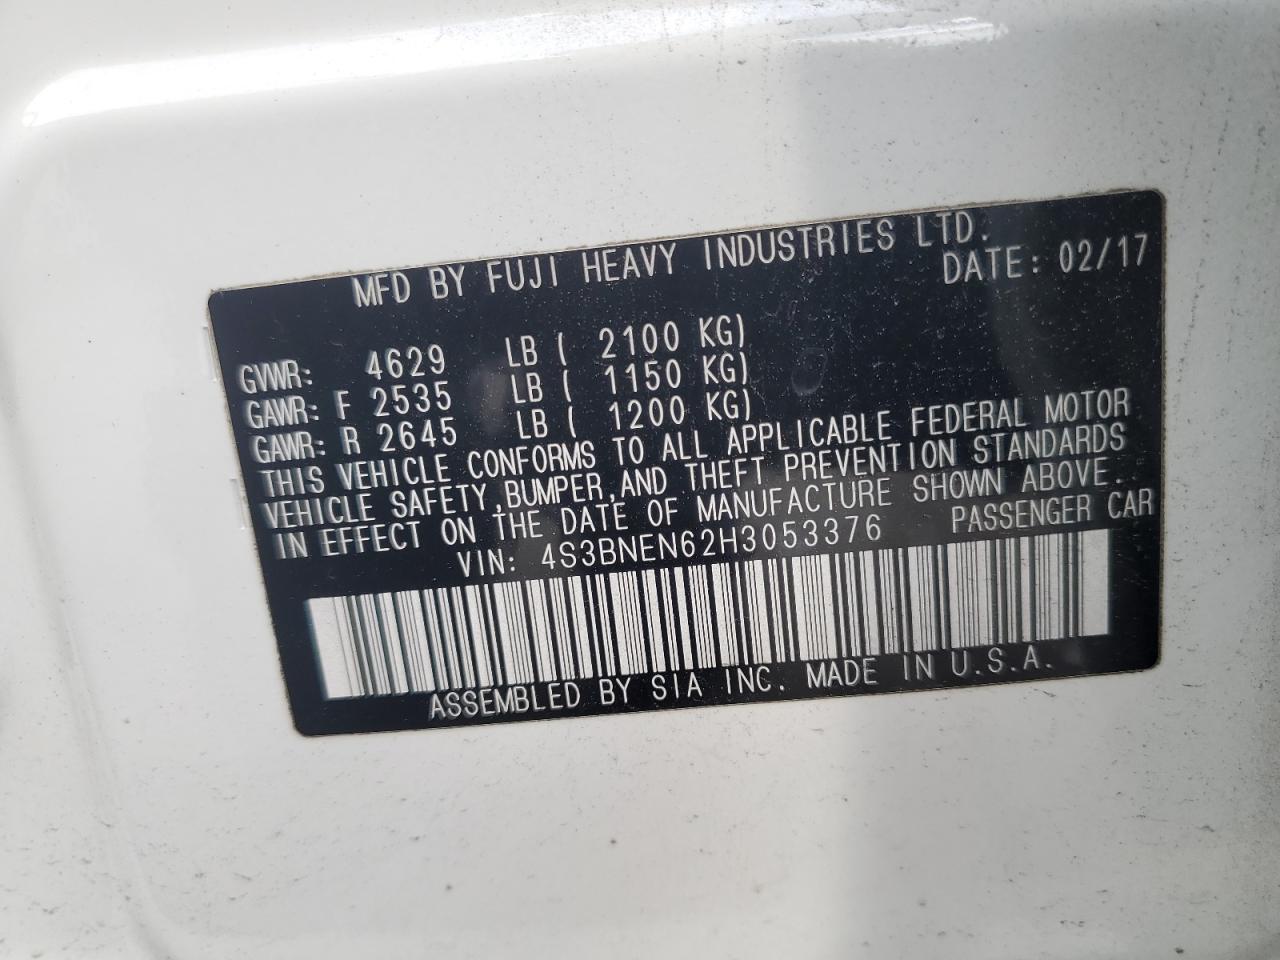 MFD BY FUJI HEAVY INDUSTRIES LTD.
DATE: 02/17
GVWR: 4629 LB ( 2100 KG)
GAWR: F 2535 LB ( 1150 KG)
GAWR: R 2645 LB ( 1200 KG)
THIS VEHICLE CONFORMS TO ALL APPLICABLE FEDERAL MOTOR
VEHICLE SAFETY,BUMPER,AND THEFT PREVENTION STANDARDS
IN EFFECT ON THE DATE OF MANUFACTURE SHOWN ABOVE.
VIN: 4S3BNEN62H3053376 PASSENGER CAR
ASSEMBLED BY SIA INC. MADE IN U.S.A.